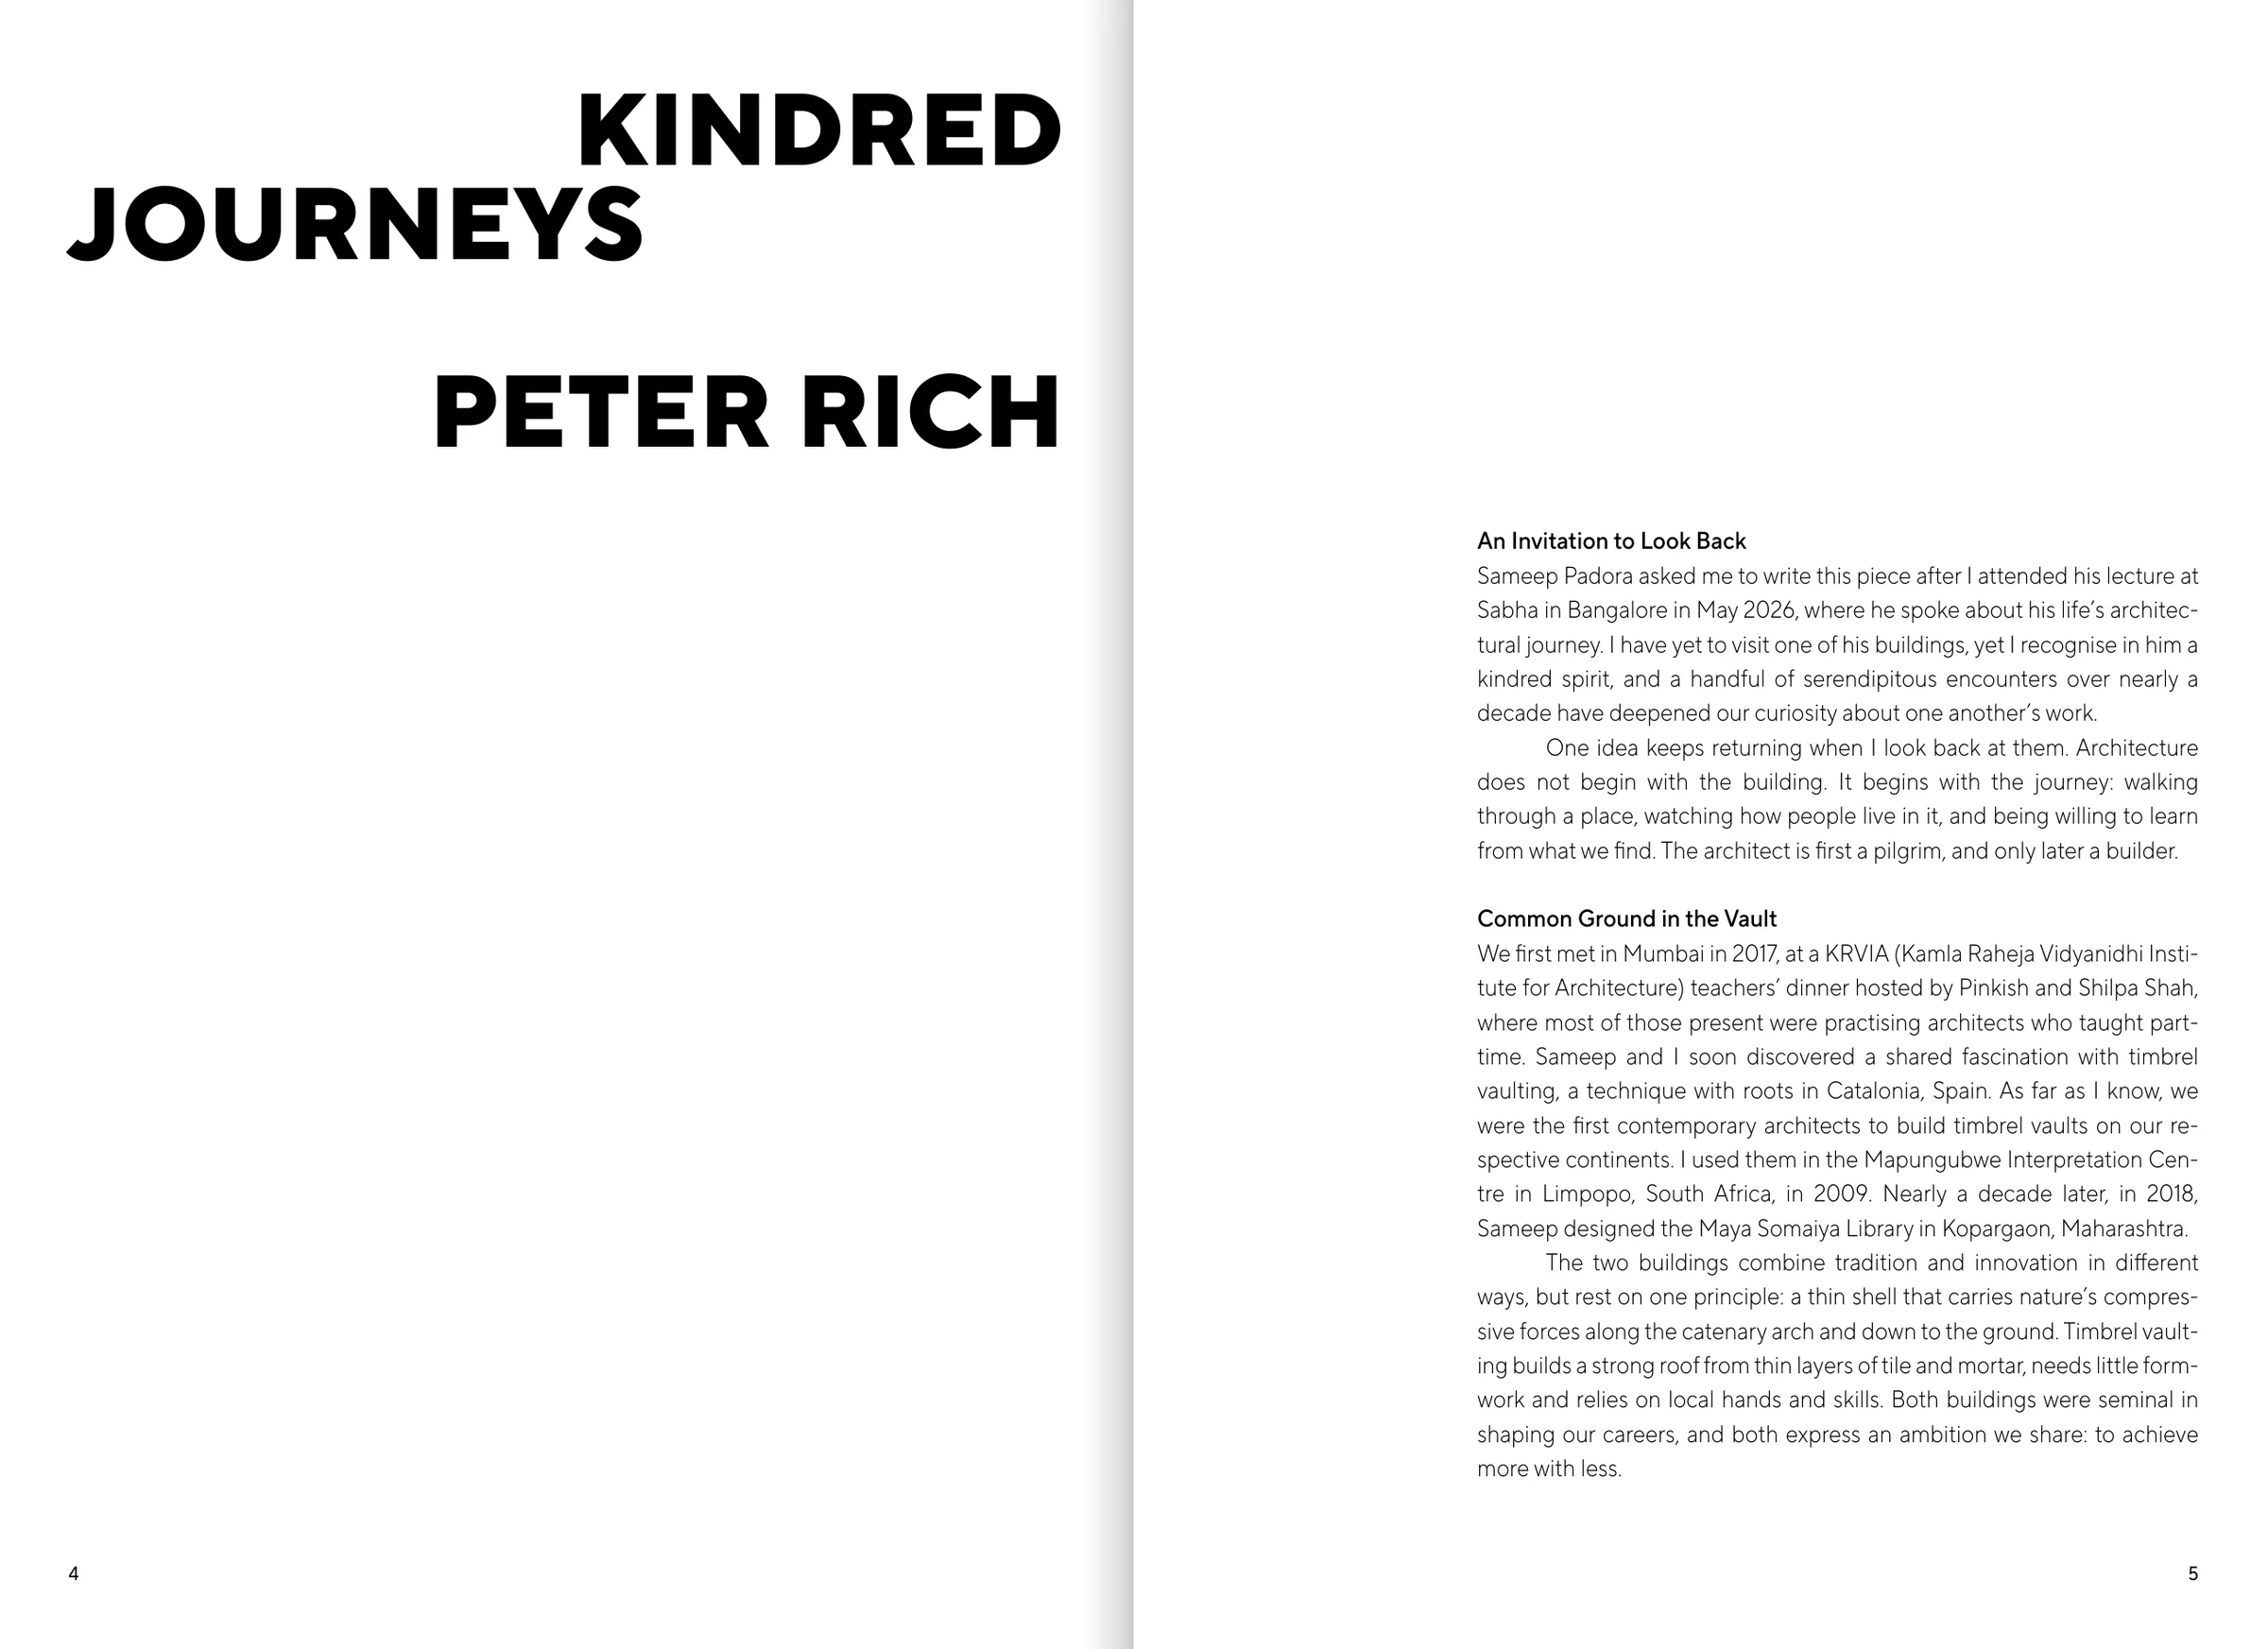 KINDRED
JOURNEYS
PETER RICH
An Invitation to Look Back
Sameep Padora asked me to write this piece after I attended his lecture at
Sabha in Bangalore in May 2026, where he spoke about his life’s architec-
tural journey. I have yet to visit one of his buildings, yet I recognise in him a
kindred spirit, and a handful of serendipitous encounters over nearly a
decade have deepened our curiosity about one another’s work.
One idea keeps returning when I look back at them. Architecture
does not begin with the building. It begins with the journey: walking
through a place, watching how people live in it, and being willing to learn
from what we find. The architect is first a pilgrim, and only later a builder.
Common Ground in the Vault
We first met in Mumbai in 2017, at a KRVIA (Kamla Raheja Vidyanidhi Insti-
tute for Architecture) teachers’ dinner hosted by Pinkish and Shilpa Shah,
where most of those present were practising architects who taught part-
time. Sameep and I soon discovered a shared fascination with timbrel
vaulting, a technique with roots in Catalonia, Spain. As far as I know, we
were the first contemporary architects to build timbrel vaults on our re-
spective continents. I used them in the Mapungubwe Interpretation Cen-
tre in Limpopo, South Africa, in 2009. Nearly a decade later, in 2018,
Sameep designed the Maya Somaiya Library in Kopargaon, Maharashtra.
The two buildings combine tradition and innovation in different
ways, but rest on one principle: a thin shell that carries nature’s compres-
sive forces along the catenary arch and down to the ground. Timbrel vault-
ing builds a strong roof from thin layers of tile and mortar, needs little form-
work and relies on local hands and skills. Both buildings were seminal in
shaping our careers, and both express an ambition we share: to achieve
more with less.
4
5